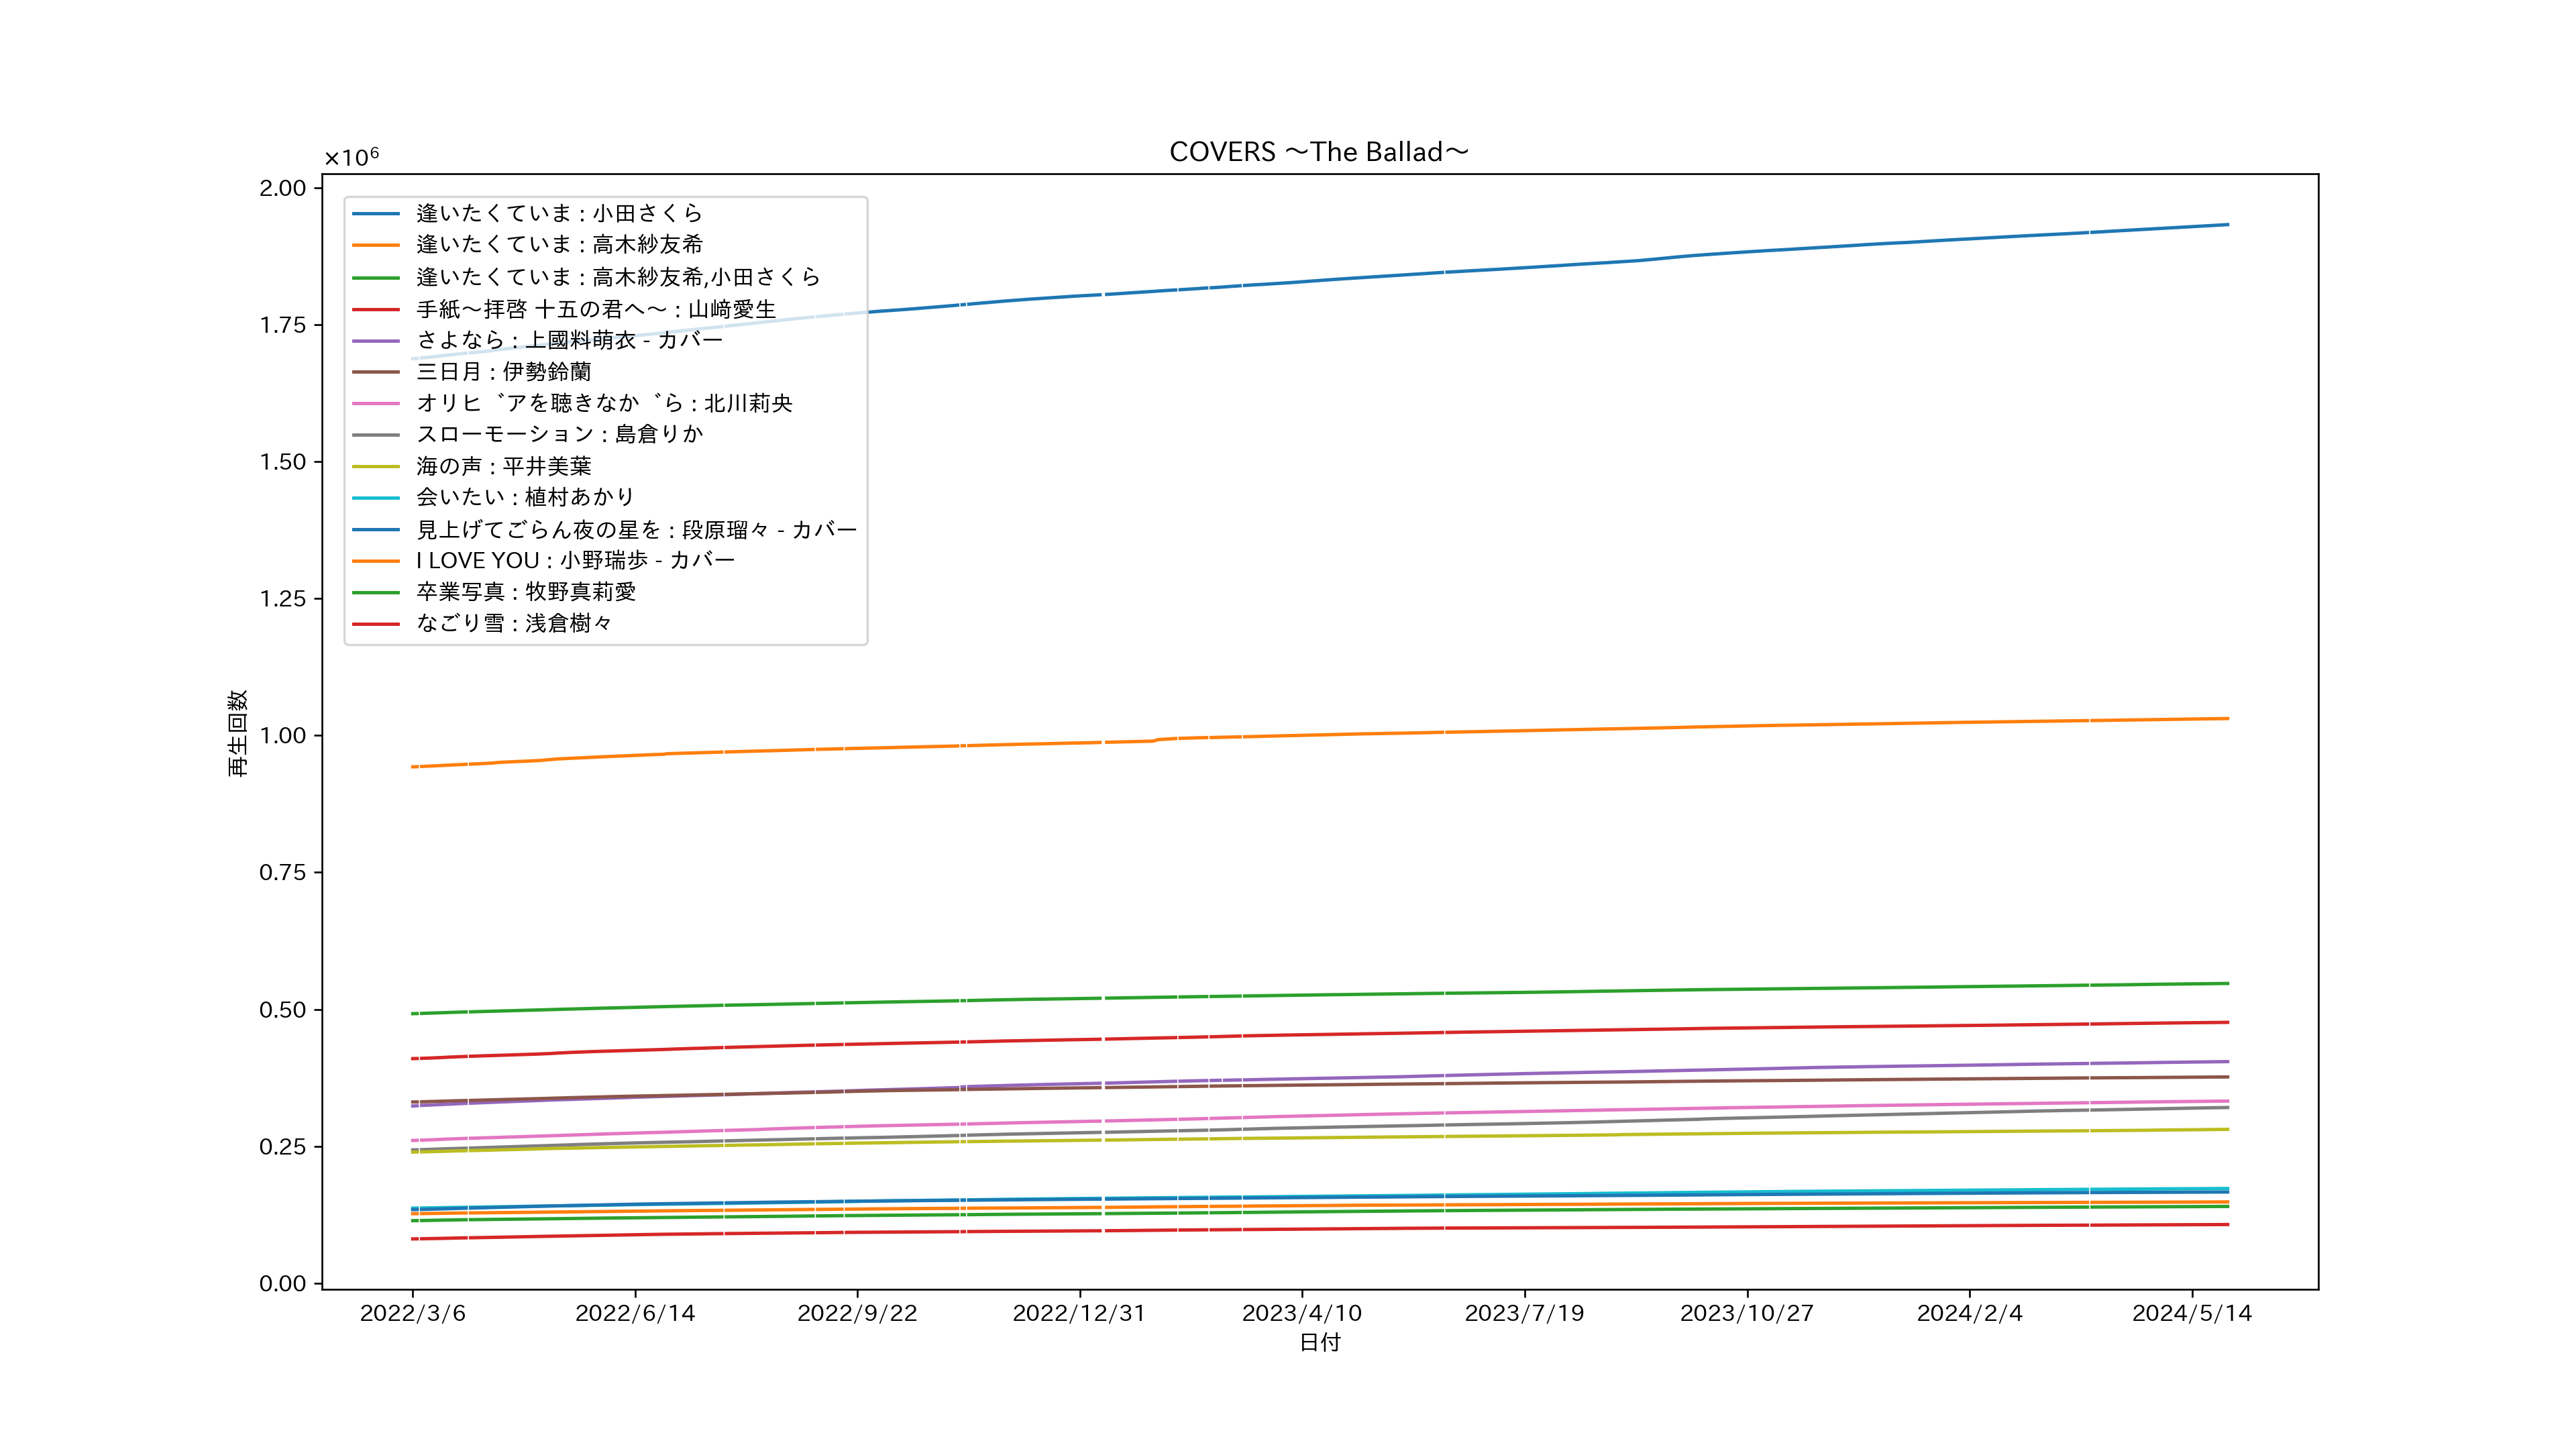 COVERS ～The Ballad～
×10⁶
2.00
1.75
1.50
1.25
1.00
0.75
0.50
0.25
0.00
再生回数
逢いたくていま : 小田さくら
逢いたくていま : 高木紗友希
逢いたくていま : 高木紗友希,小田さくら
手紙～拝啓 十五の君へ～ : 山﨑愛生
さよなら : 上國料萌衣 - カバー
三日月 : 伊勢鈴蘭
オリビアを聴きながら : 北川莉央
スローモーション : 島倉りか
海の声 : 平井美葉
会いたい : 植村あかり
見上げてごらん夜の星を : 段原瑠々 - カバー
I LOVE YOU : 小野瑞歩 - カバー
卒業写真 : 牧野真莉愛
なごり雪 : 浅倉樹々
2022/3/6
2022/6/14
2022/9/22
2022/12/31
2023/4/10
2023/7/19
2023/10/27
2024/2/4
2024/5/14
日付